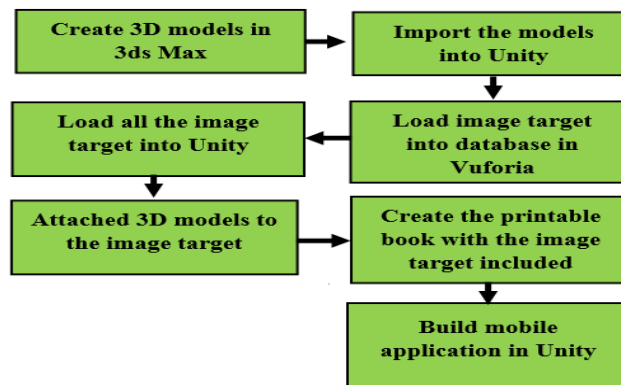 Create 3D models in
3ds Max
Import the models
into Unity
Load image target
into database in
Vuforia
Load all the image
target into Unity
Attached 3D models to
the image target
Create the printable
book with the image
target included
Build mobile
application in Unity